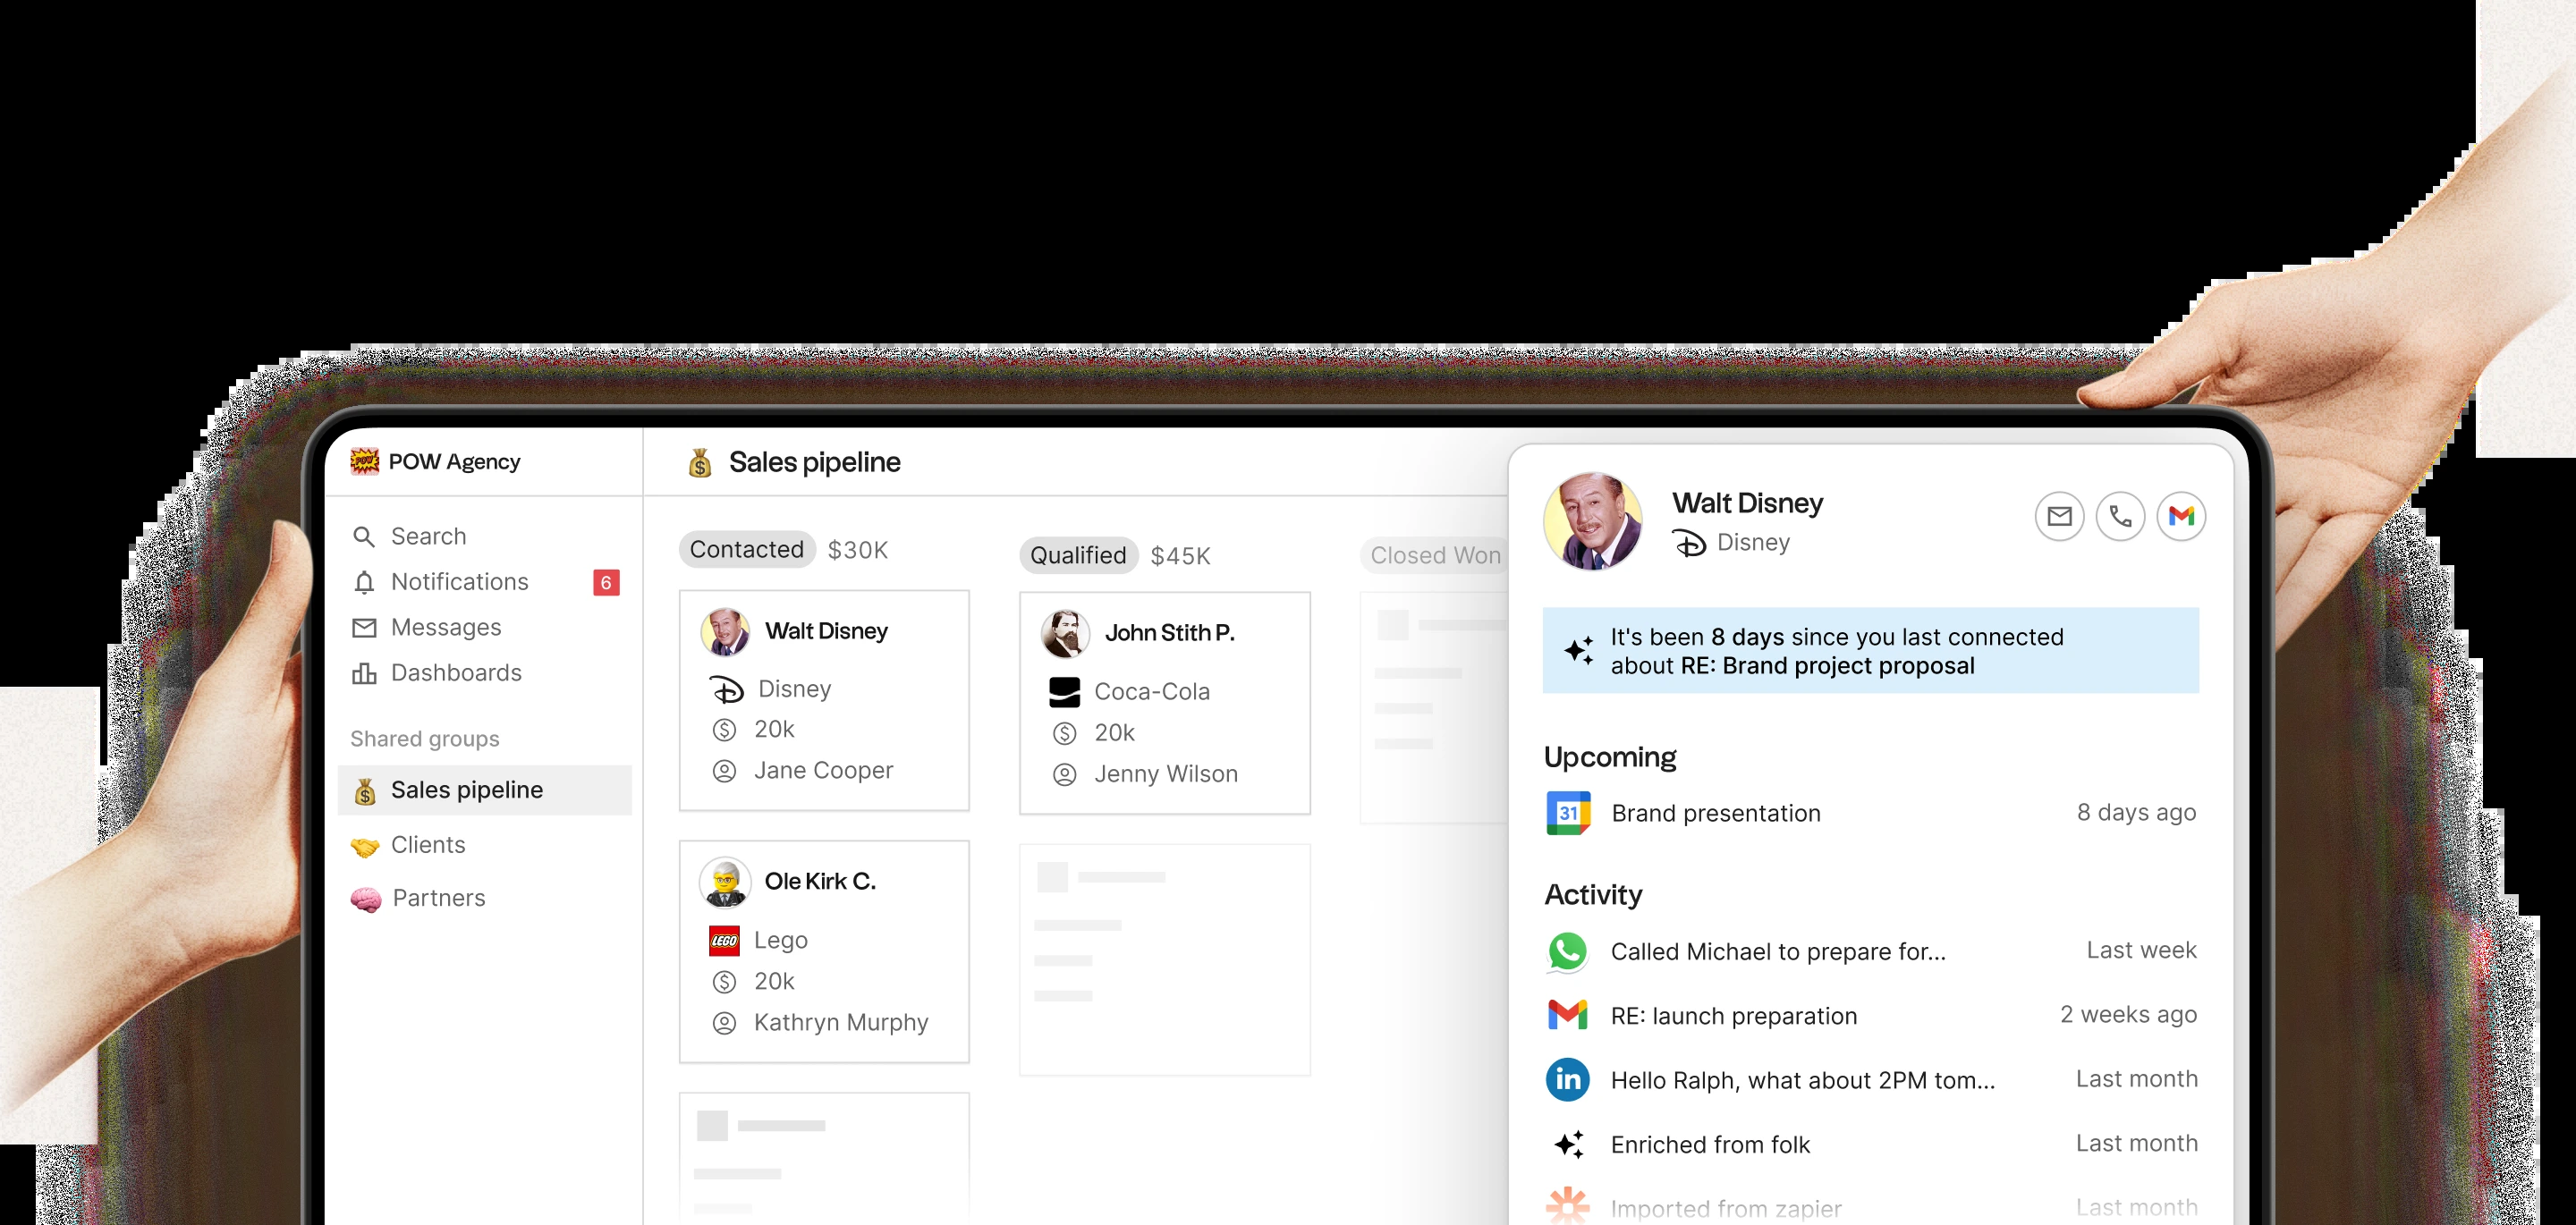 POW Agency
Search
Notifications 6
Messages
Dashboards
Shared groups
Sales pipeline
Clients
Partners
Sales pipeline
Contacted $30K
Walt Disney
Disney
20k
Jane Cooper
Ole Kirk C.
LEGO Lego
20k
Kathryn Murphy
Qualified $45K
John Stith P.
Coca-Cola
20k
Jenny Wilson
Closed Won
Walt Disney
Disney
It's been 8 days since you last connected
about RE: Brand project proposal
Upcoming
31 Brand presentation 8 days ago
Activity
Called Michael to prepare for... Last week
RE: launch preparation 2 weeks ago
in Hello Ralph, what about 2PM tom... Last month
Enriched from folk Last month
Imported from zapier Last month